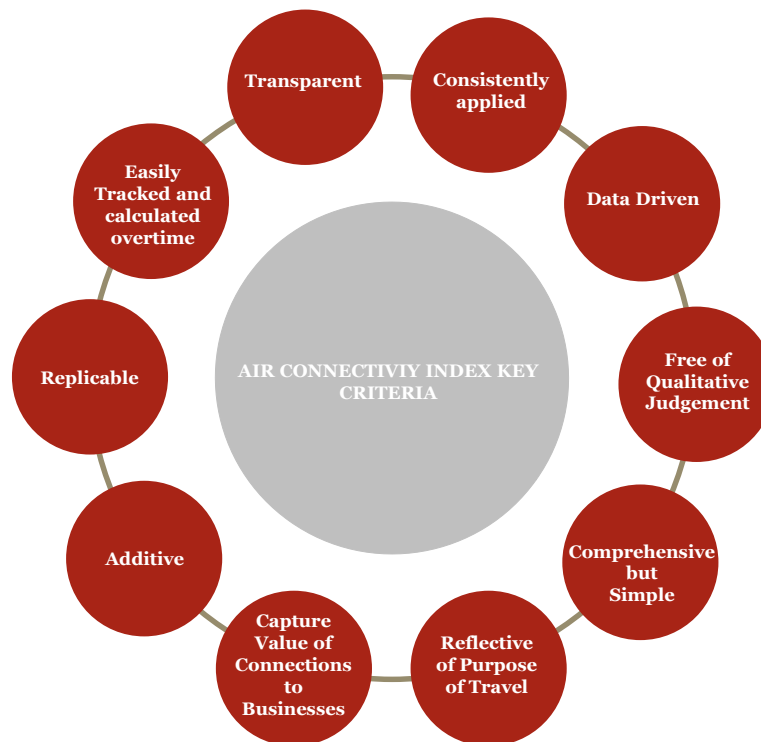 Transparent
Consistently
applied
Data Driven
Free of
Qualitative
Judgement
Comprehensive
but
Simple
Reflective
of Purpose
of Travel
Capture
Value of
Connections
to
Businesses
Additive
Replicable
Easily
Tracked and
calculated
overtime
AIR CONNECTIVIY INDEX KEY
CRITERIA